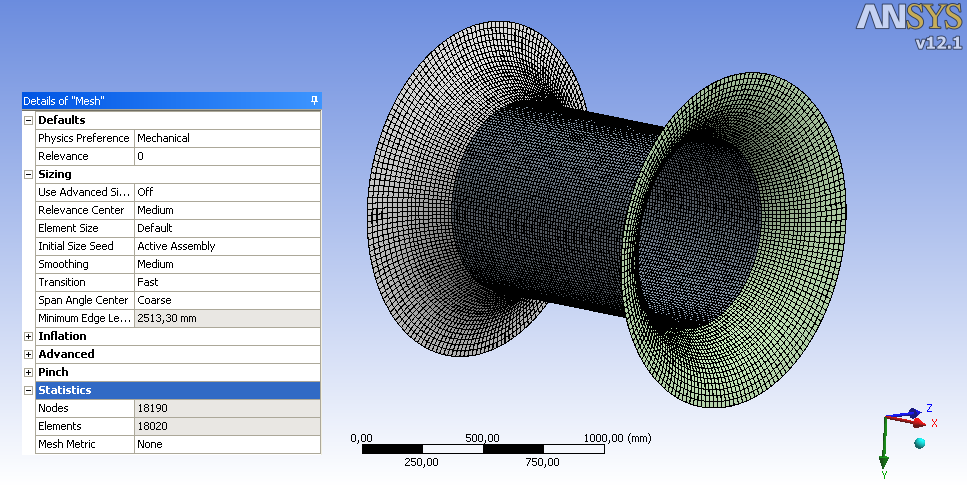 ANSYS
v12.1
Details of "Mesh"
Defaults
Physics Preference Mechanical
Relevance 0
Sizing
Use Advanced Si... Off
Relevance Center Medium
Element Size Default
Initial Size Seed Active Assembly
Smoothing Medium
Transition Fast
Span Angle Center Coarse
Minimum Edge Le... 2513,30 mm
Inflation
Advanced
Pinch
Statistics
Nodes 18190
Elements 18020
Mesh Metric None
0,00 500,00 1000,00 (mm)
250,00 750,00
Z
X
Y